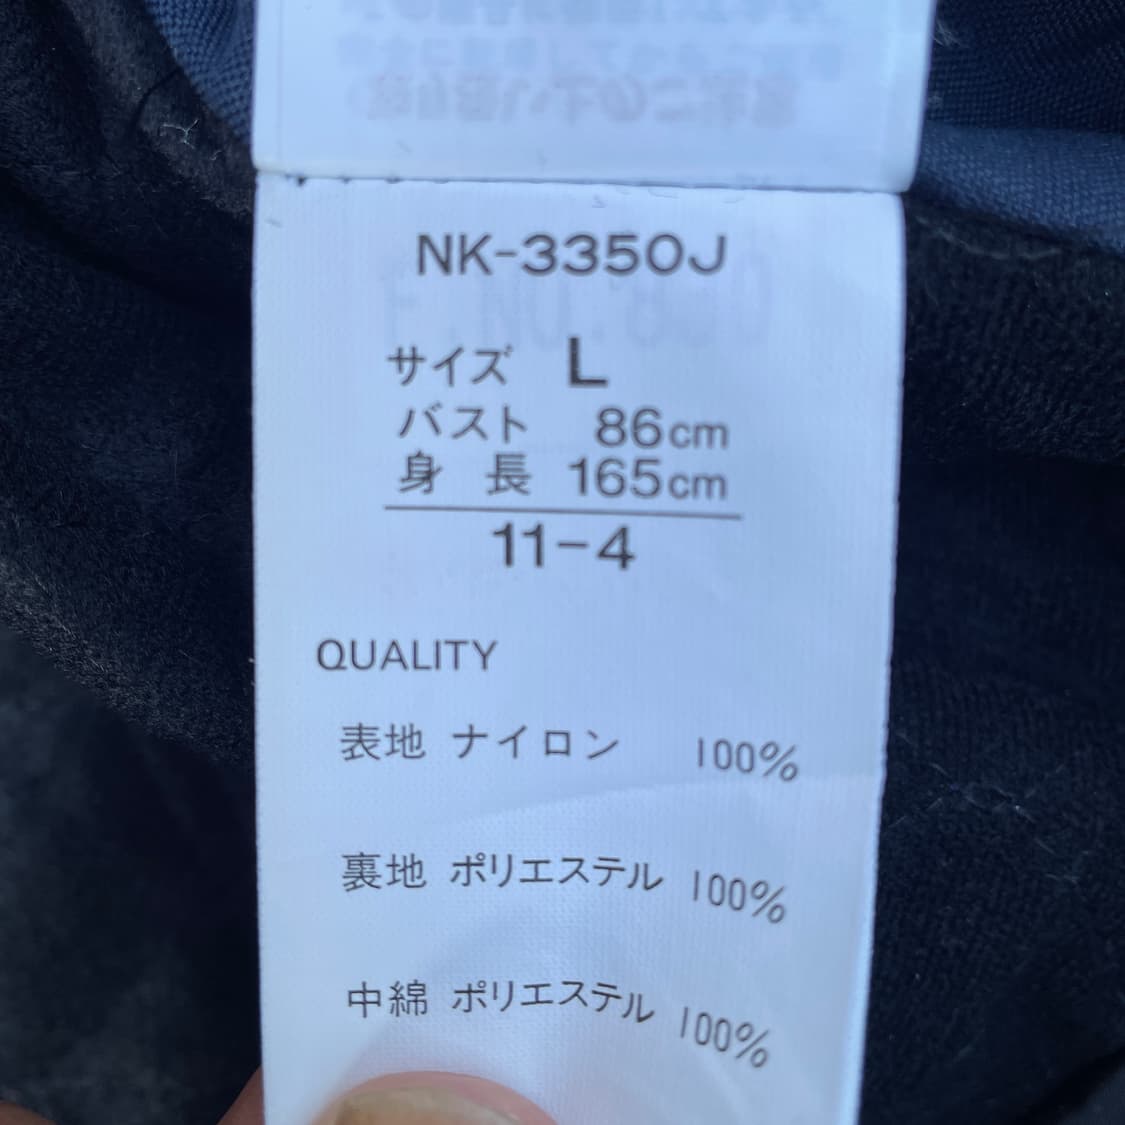 NK-3350J
サイズ L
バスト 86cm
身長 165cm
11-4
QUALITY
表地 ナイロン 100%
裏地 ポリエステル 100%
中綿 ポリエステル 100%